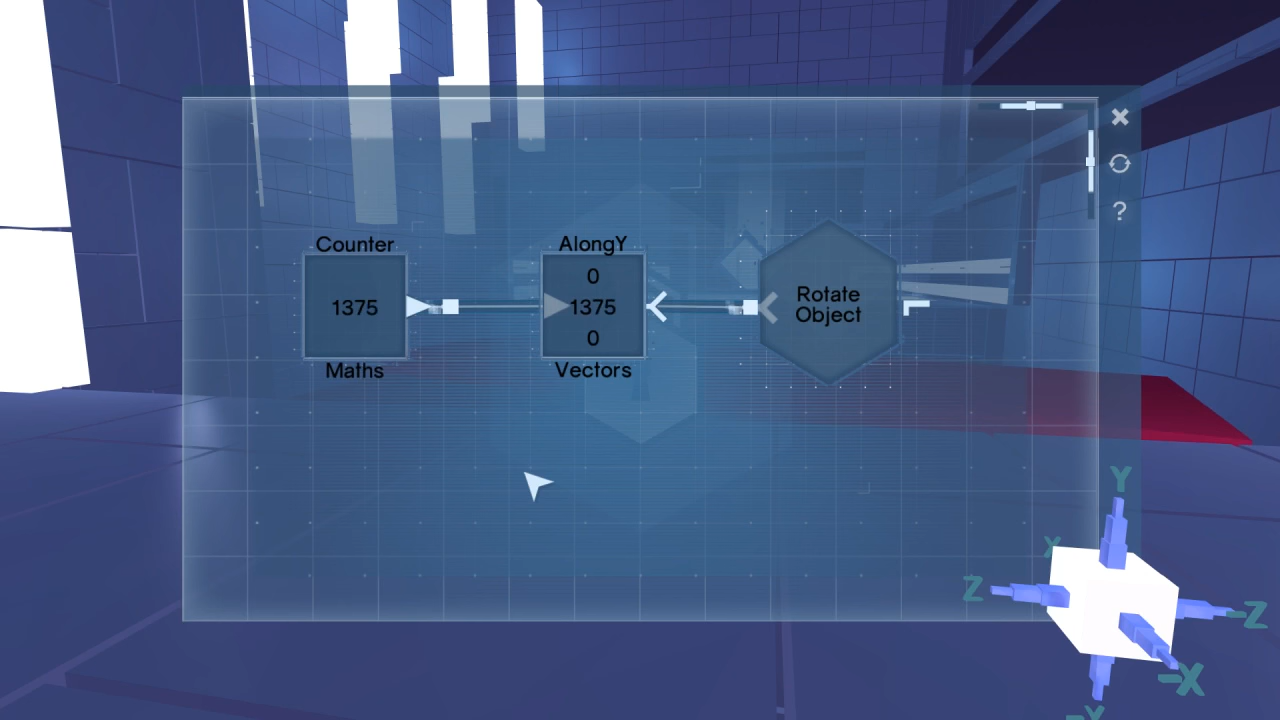 Counter
1375
Maths
AlongY
0
1375
0
Vectors
Rotate
Object
?
Y
X
Z
-Z
-X
-Y